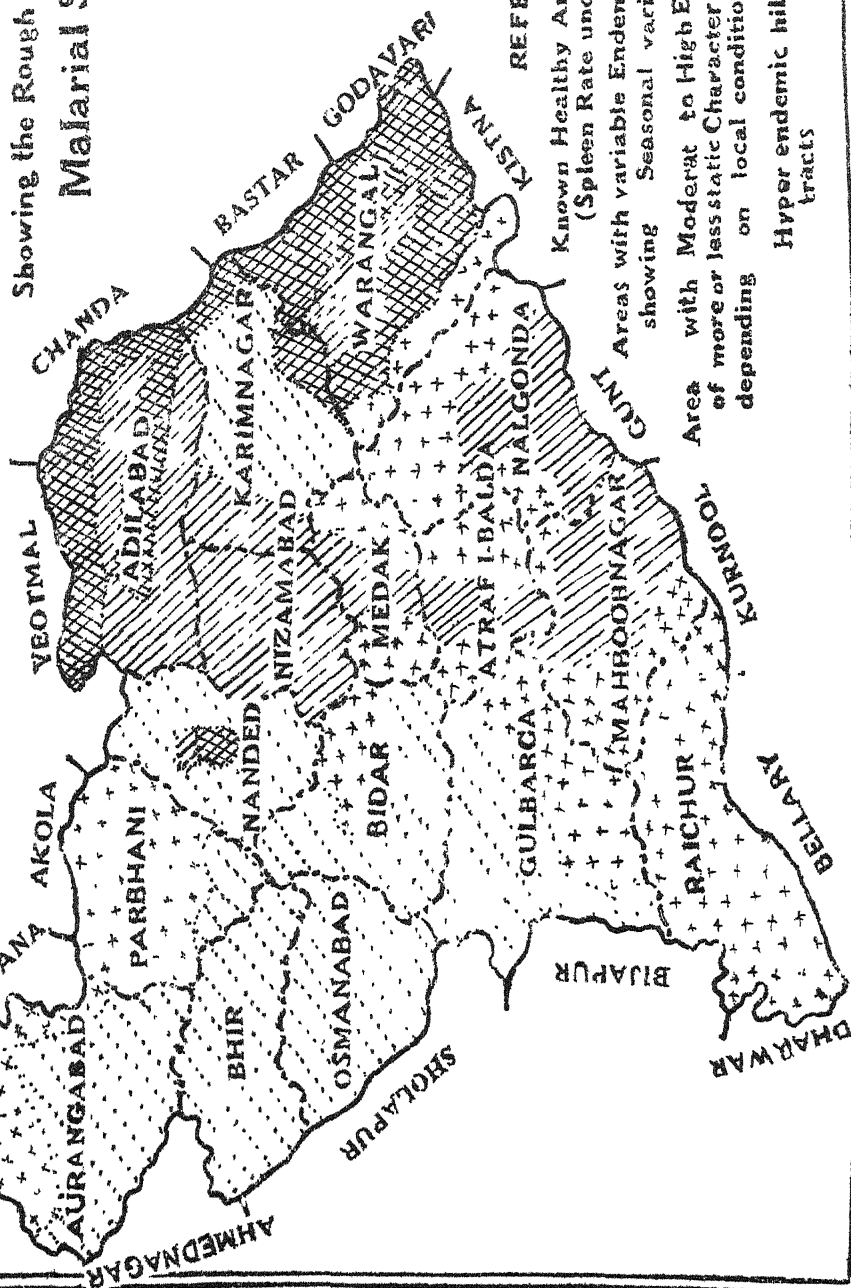 Showing the Rough
Malarial
CHANDA
BASTAR
GODAVARI
KISTNA
GUNT
KURNOOL
BELLARY
DHARWAR
BIJAPUR
SHOLAPUR
AHMEDNAGAR
ANA
AKOLA
YEOTMAL
ADILABAD
KARIMNAGAR
WARANGAL
NIZAMABAD
MEDAK
ATRAF I-BALDA
NALGONDA
MAHBOOBNAGAR
NANDED
BIDAR
GULBARGA
RAICHUR
PARBHANI
AURANGABAD
BHIR
OSMANABAD
REFE
Known Healthy Ar
(Spleen Rate und
Areas with variable Endem
showing Seasonal vari
Area with Moderat to High E
of more or less static Character
depending on local conditio
Hyper endemic hil
tracts